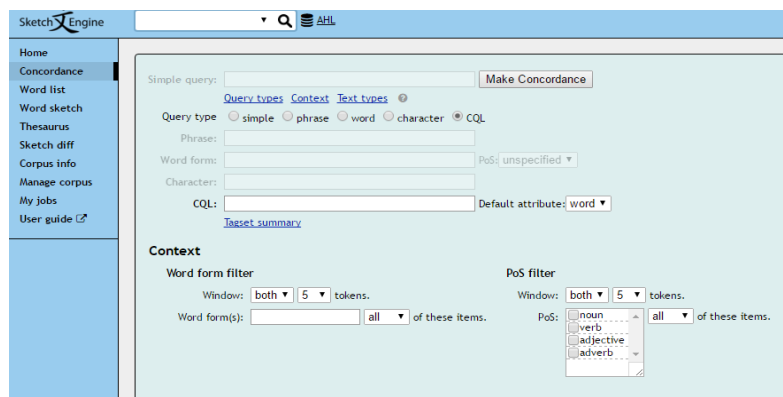 Sketch Engine
AHL
Home
Concordance
Word list
Word sketch
Thesaurus
Sketch diff
Corpus info
Manage corpus
My jobs
User guide
Simple query: Make Concordance
Query types Context Text types ?
Query type simple phrase word character CQL
Phrase:
Word form: PoS: unspecified
Character:
CQL: Default attribute: word
Tagset summary
Context
Word form filter PoS filter
Window: both 5 tokens. Window: both 5 tokens.
Word form(s): all of these items. PoS: noun all of these items.
verb
adjective
adverb